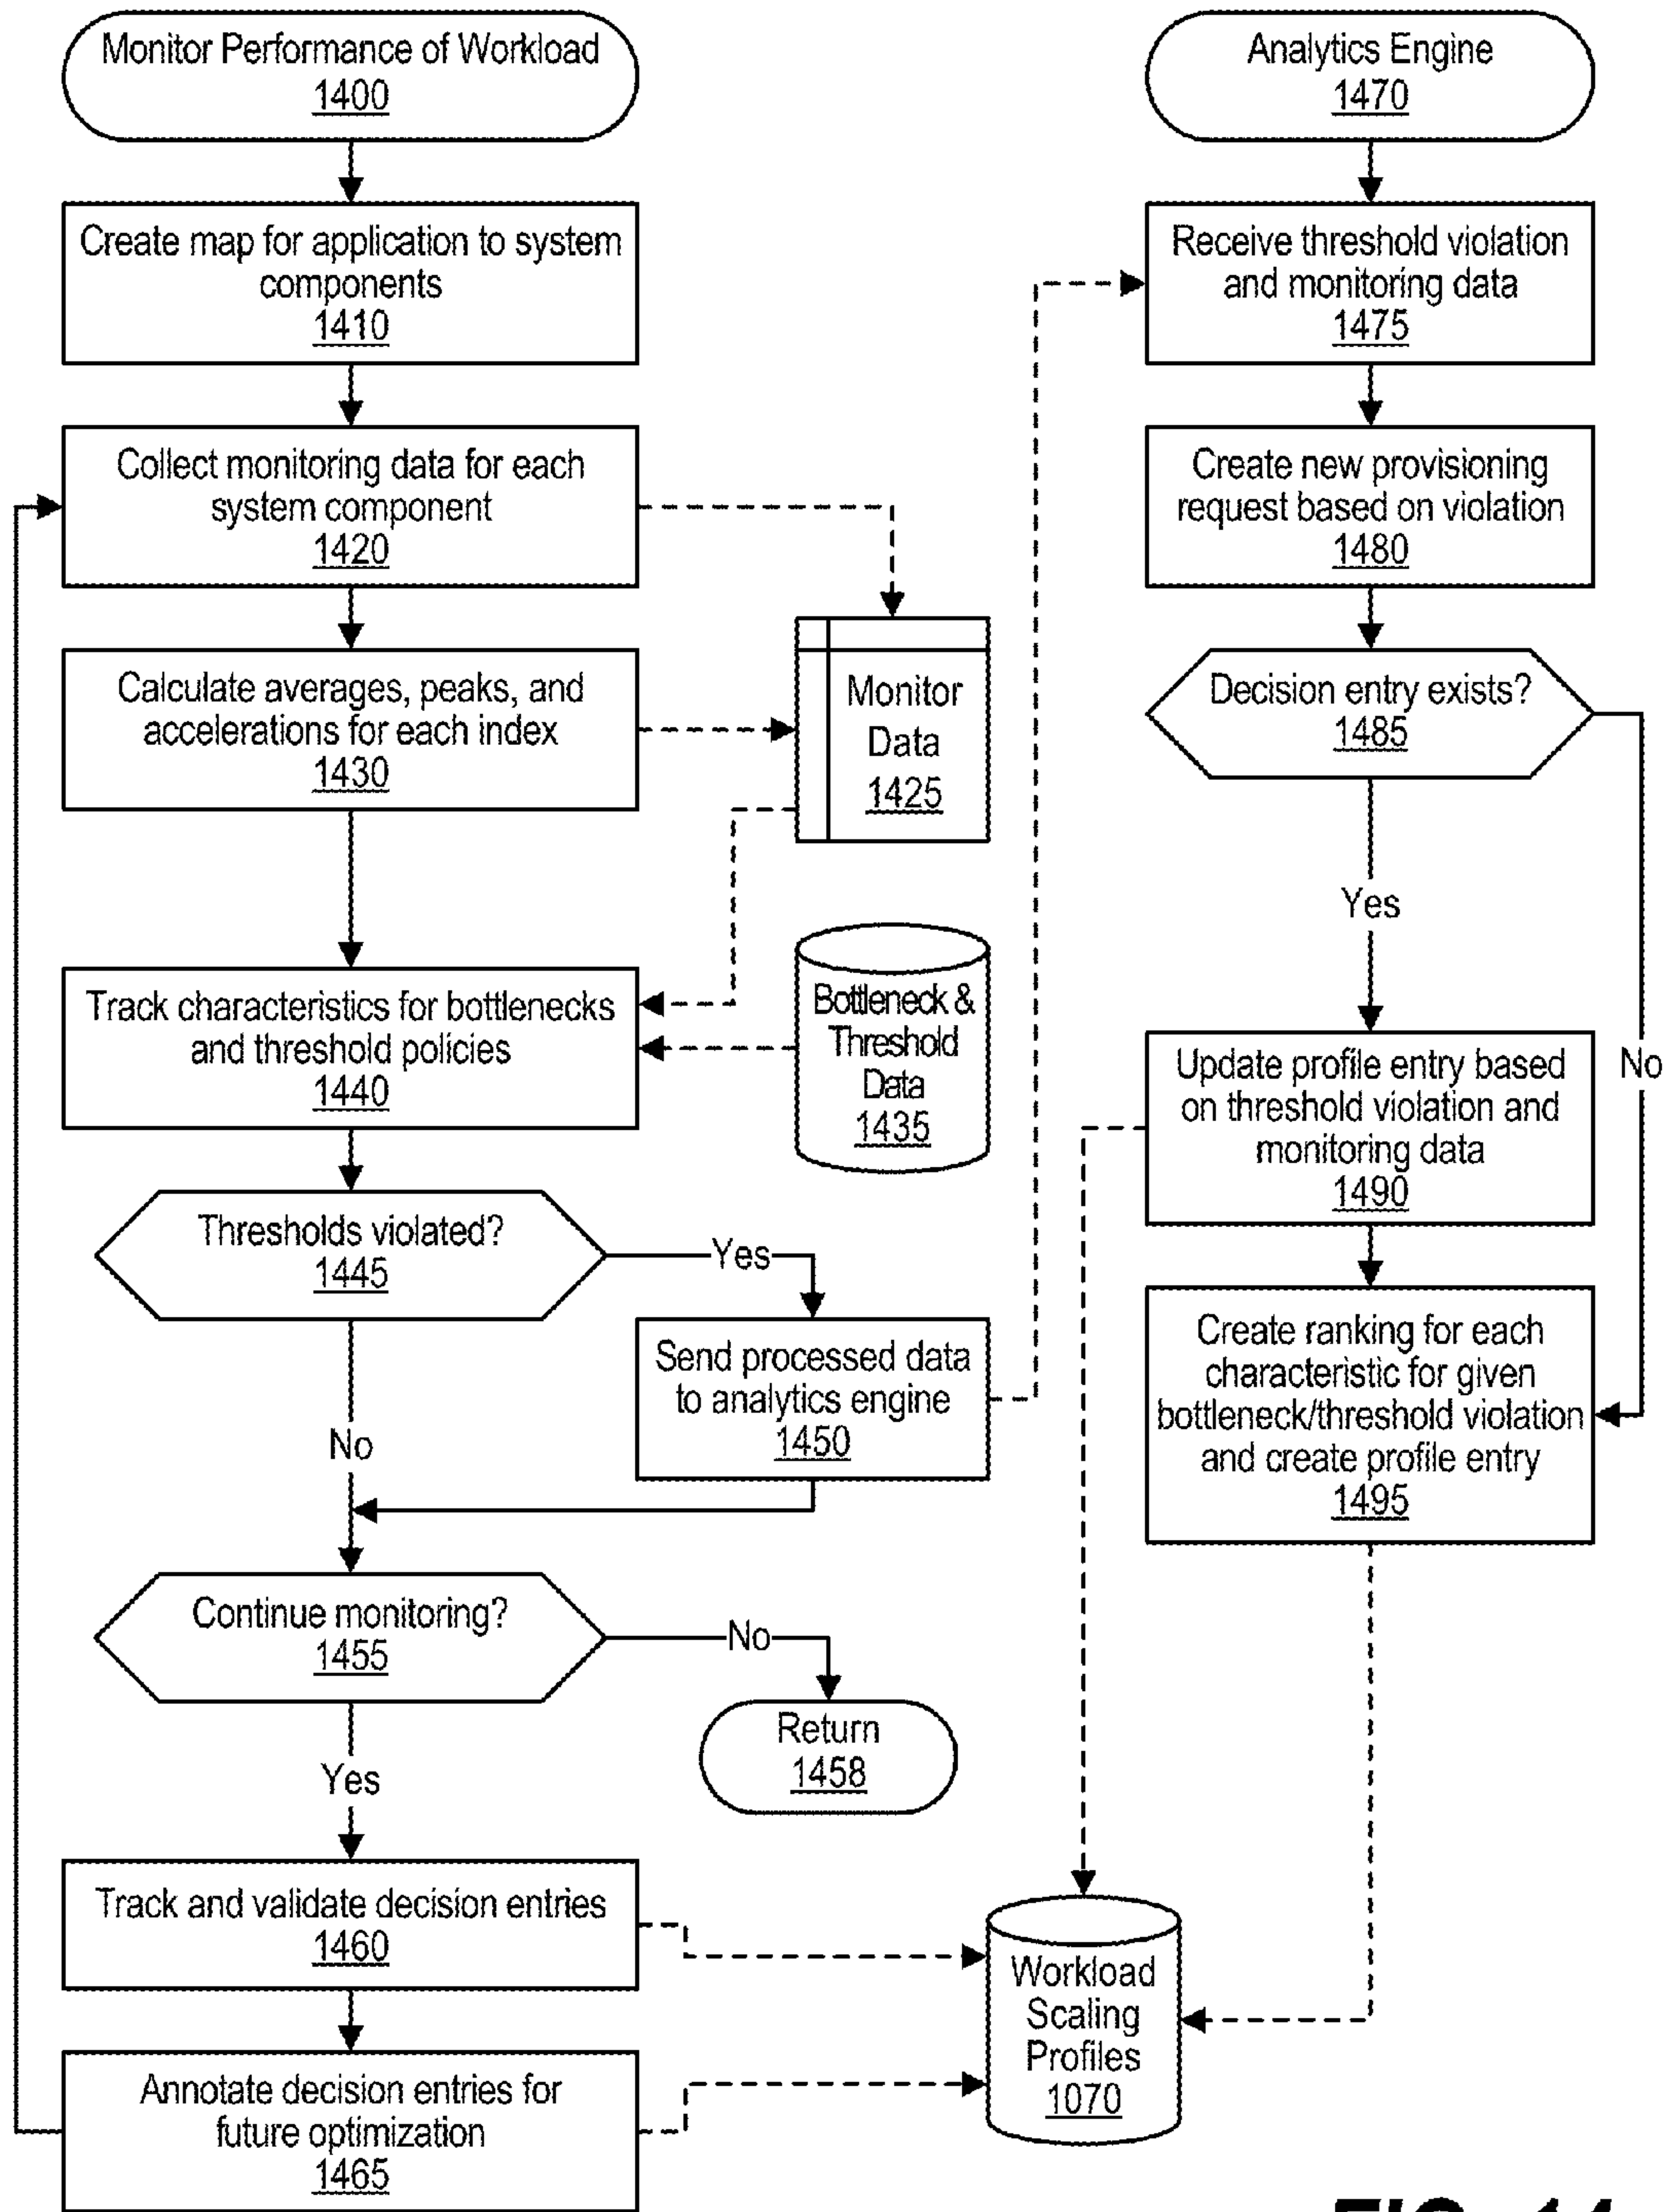 Monitor Performance of Workload
1400
Create map for application to system
components
1410
Collect monitoring data for each
system component
1420
Calculate averages, peaks, and
accelerations for each index
1430
Monitor
Data
1425
Track characteristics for bottlenecks
and threshold policies
1440
Bottleneck &
Threshold
Data
1435
Thresholds violated?
1445
Yes
Send processed data
to analytics engine
1450
No
Continue monitoring?
1455
No
Return
1458
Yes
Track and validate decision entries
1460
Annotate decision entries for
future optimization
1465
Workload
Scaling
Profiles
1070
Analytics Engine
1470
Receive threshold violation
and monitoring data
1475
Create new provisioning
request based on violation
1480
Decision entry exists?
1485
Yes
No
Update profile entry based
on threshold violation and
monitoring data
1490
Create ranking for each
characteristic for given
bottleneck/threshold violation
and create profile entry
1495
FIG. 14